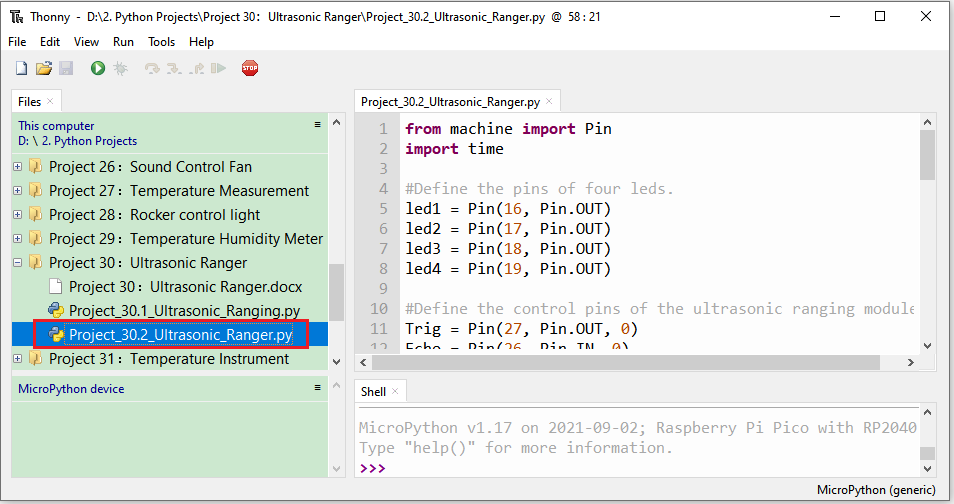 Thonny - D:\2. Python Projects\Project 30：Ultrasonic Ranger\Project_30.2_Ultrasonic_Ranger.py @ 58 : 21
File Edit View Run Tools Help
STOP
Files
This computer
D: \ 2. Python Projects
Project 26：Sound Control Fan
Project 27：Temperature Measurement
Project 28：Rocker control light
Project 29：Temperature Humidity Meter
Project 30：Ultrasonic Ranger
Project 30：Ultrasonic Ranger.docx
Project_30.1_Ultrasonic_Ranging.py
Project_30.2_Ultrasonic_Ranger.py
Project 31：Temperature Instrument
MicroPython device
Project_30.2_Ultrasonic_Ranger.py
1 from machine import Pin
2 import time
3
4 #Define the pins of four leds.
5 led1 = Pin(16, Pin.OUT)
6 led2 = Pin(17, Pin.OUT)
7 led3 = Pin(18, Pin.OUT)
8 led4 = Pin(19, Pin.OUT)
9
10 #Define the control pins of the ultrasonic ranging module
11 Trig = Pin(27, Pin.OUT, 0)
12 Echo = Pin(26, Pin.IN, 0)
Shell
MicroPython v1.17 on 2021-09-02; Raspberry Pi Pico with RP2040
Type "help()" for more information.
>>>
MicroPython (generic)